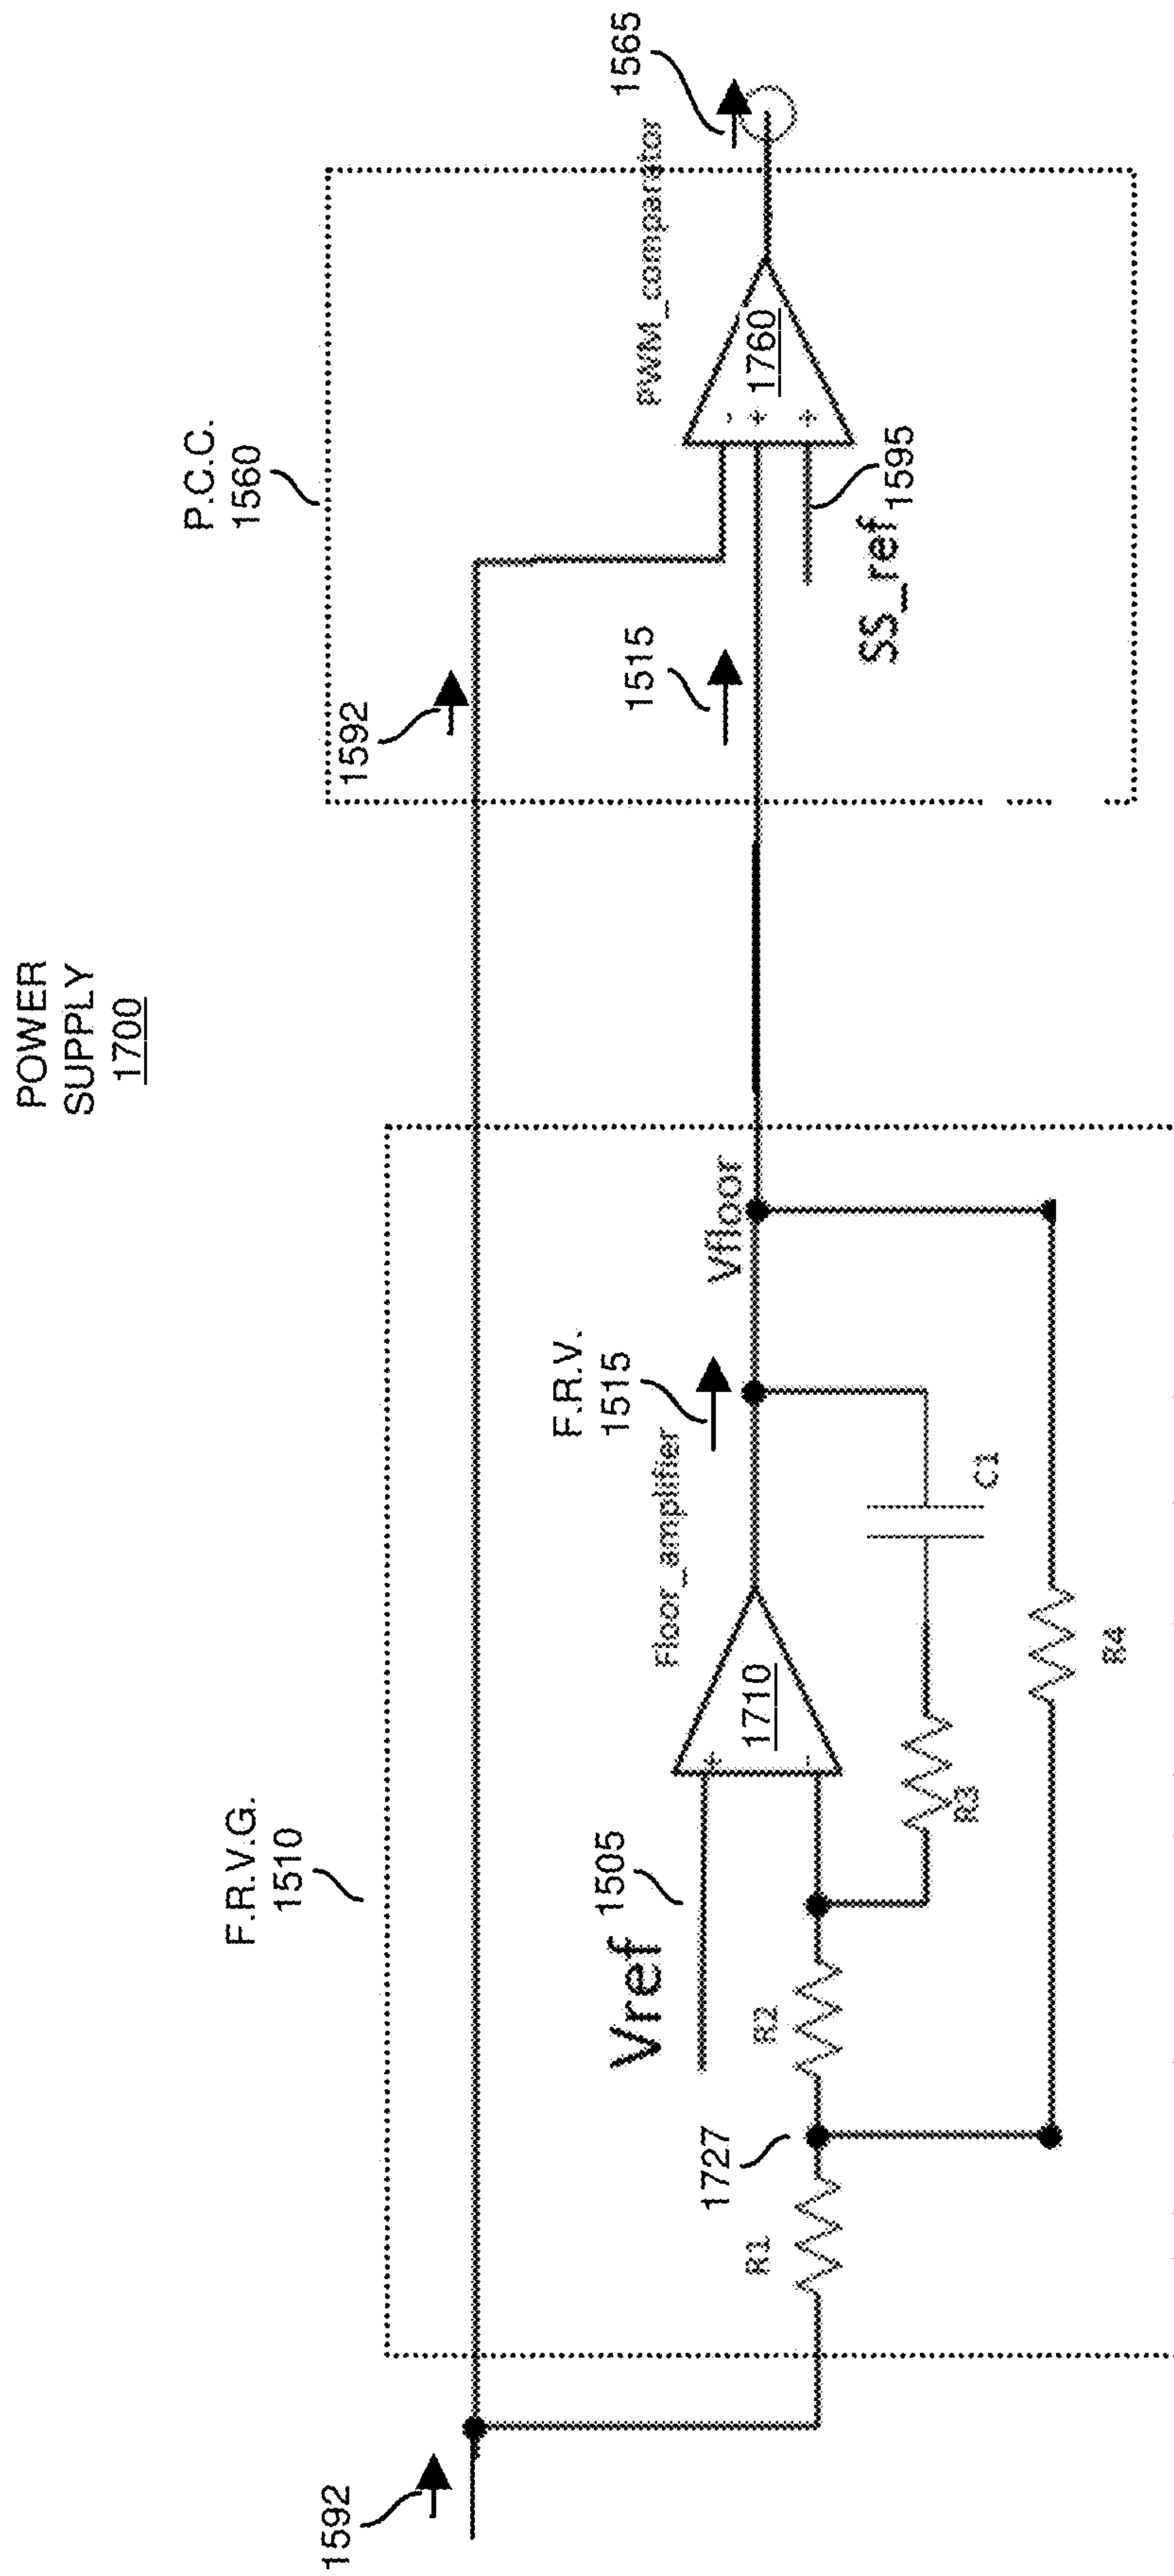 POWER
SUPPLY
1700
F.R.V.G.
1510
P.C.C.
1560
1592
1592
1565
PWM_comparator
1760
-
+
+
1515
SS_ref
1595
F.R.V.
1515
Vfloor
Floor_amplifier
1710
+
-
Vref
1505
1727
R1
R2
R3
C1
R4